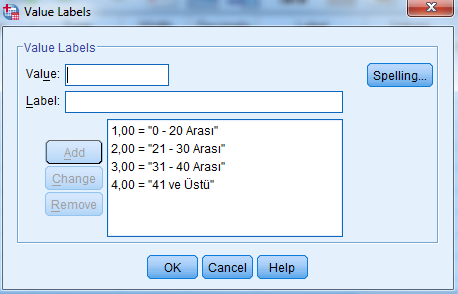 Value Labels
Value Labels
Value:
Spelling...
Label:
1,00 = "0 - 20 Arası"
Add
2,00 = "21 - 30 Arası"
3,00 = "31 - 40 Arası"
Change
4,00 = "41 ve Üstü"
Remove
OK Cancel Help